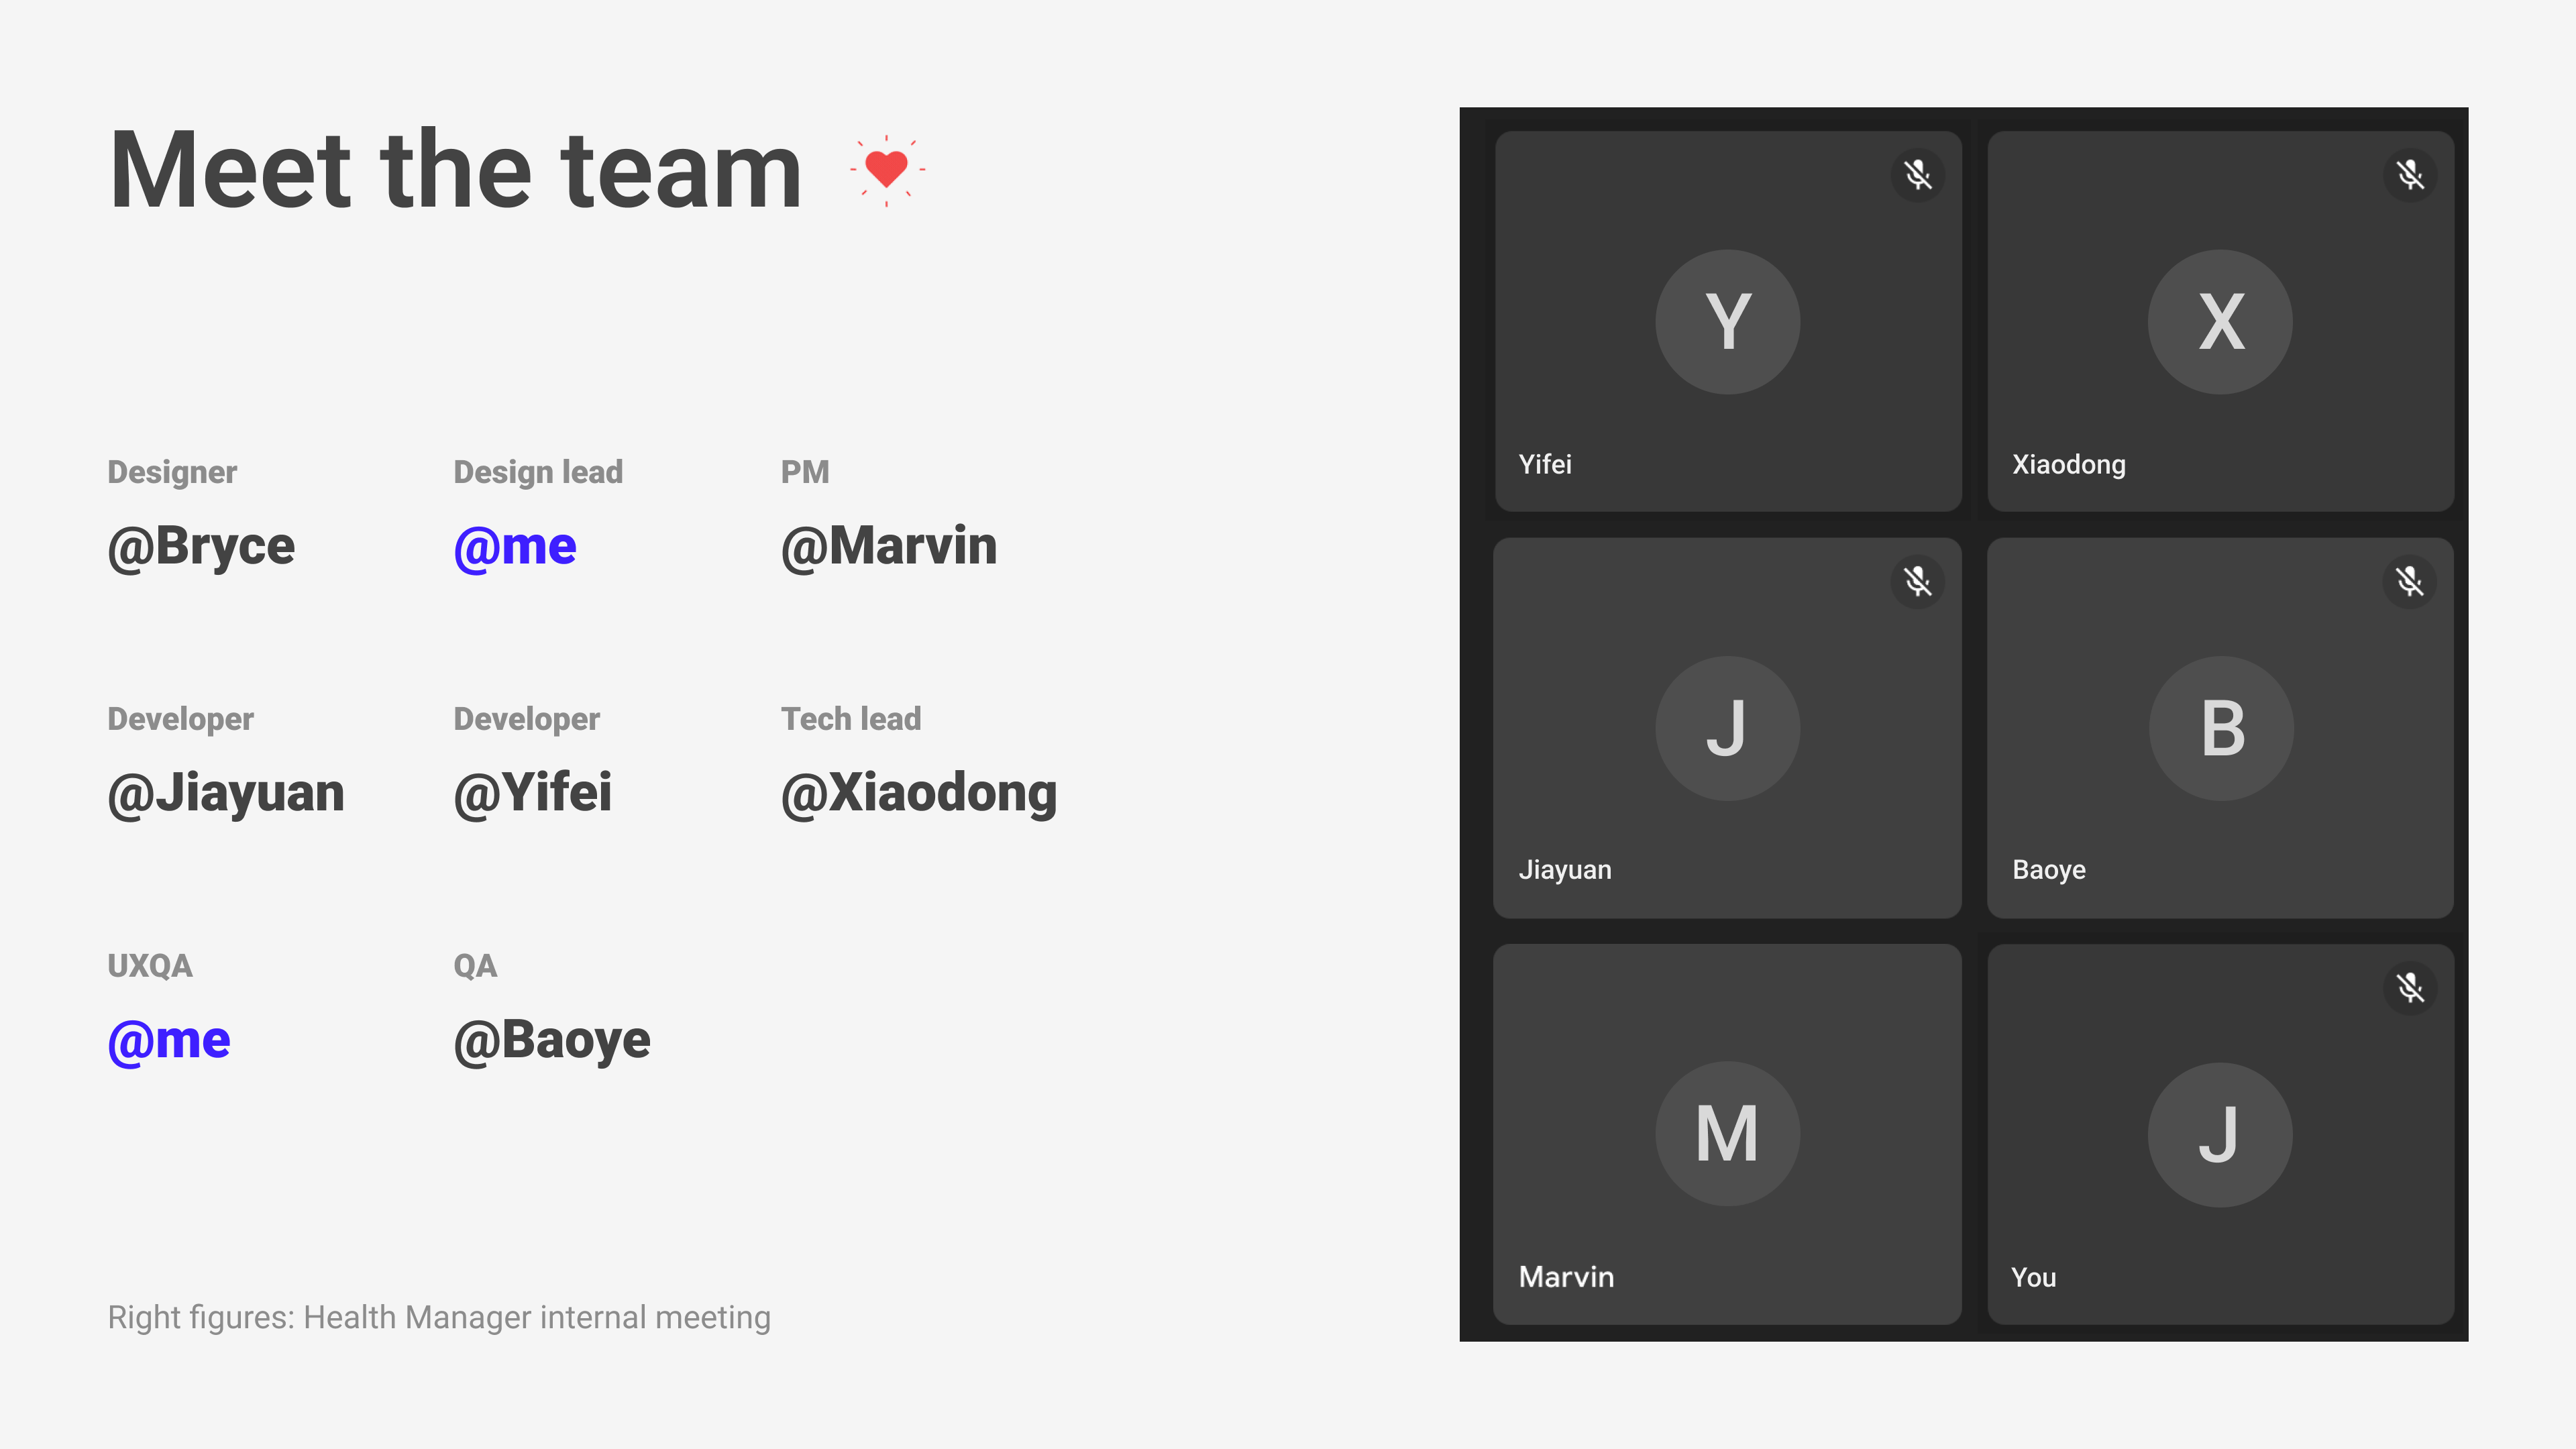 Meet the team
Designer
@Bryce
Design lead
@me
PM
@Marvin
Developer
@Jiayuan
Developer
@Yifei
Tech lead
@Xiaodong
UXQA
@me
QA
@Baoye
Right figures: Health Manager internal meeting
Y
Yifei
X
Xiaodong
J
Jiayuan
B
Baoye
M
Marvin
J
You